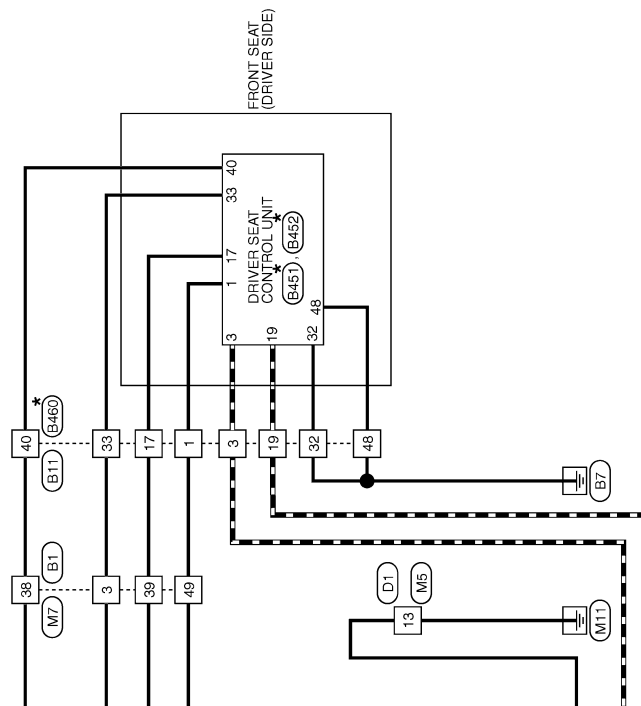 FRONT SEAT
(DRIVER SIDE)
40
33
17
1
DRIVER SEAT
CONTROL UNIT
* *
B451 , B452
48
3
19
32
*
B460
40
33
17
1
3
19
32
48
B11
B7
B1
38
3
39
49
M7
D1
M5
13
M11